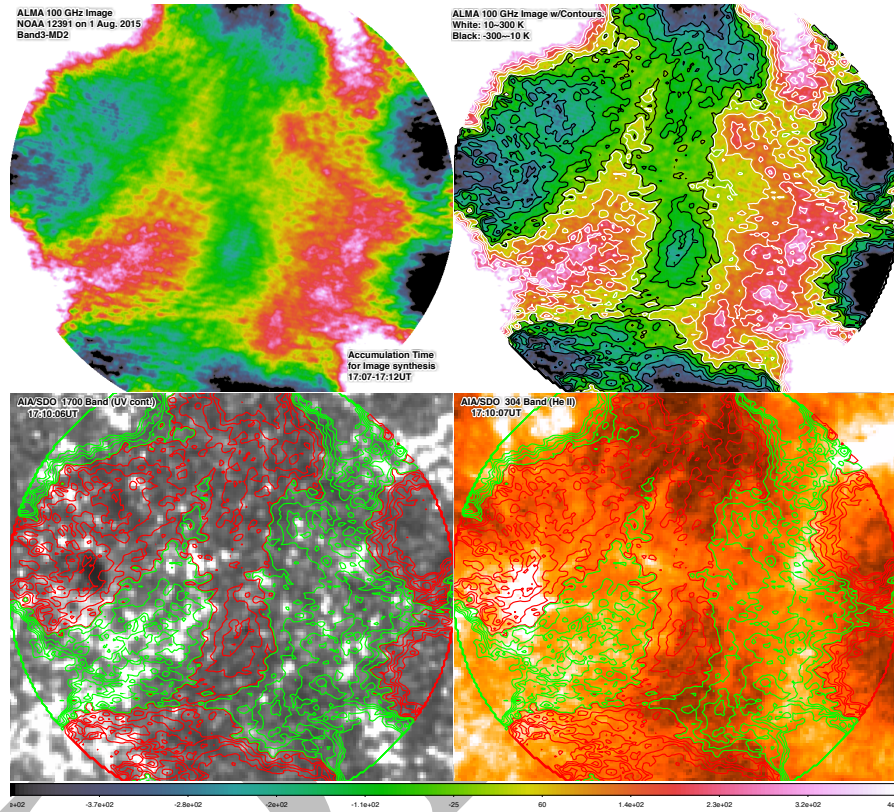 ALMA 100 GHz Image
NOAA 12391 on 1 Aug. 2015
Band3-MD2
Accumulation Time
for Image synthesis
17:07-17:12UT
ALMA 100 GHz Image w/Contours
White: 10~300 K
Black: -300~-10 K
AIA/SDO 1700 Band (UV cont.)
17:10:06UT
AIA/SDO 304 Band (He II)
17:10:07UT
-3.7e+02 -2.8e+02 -2e+02 -1.1e+02 -25 60 1.4e+02 2.3e+02 3.2e+02